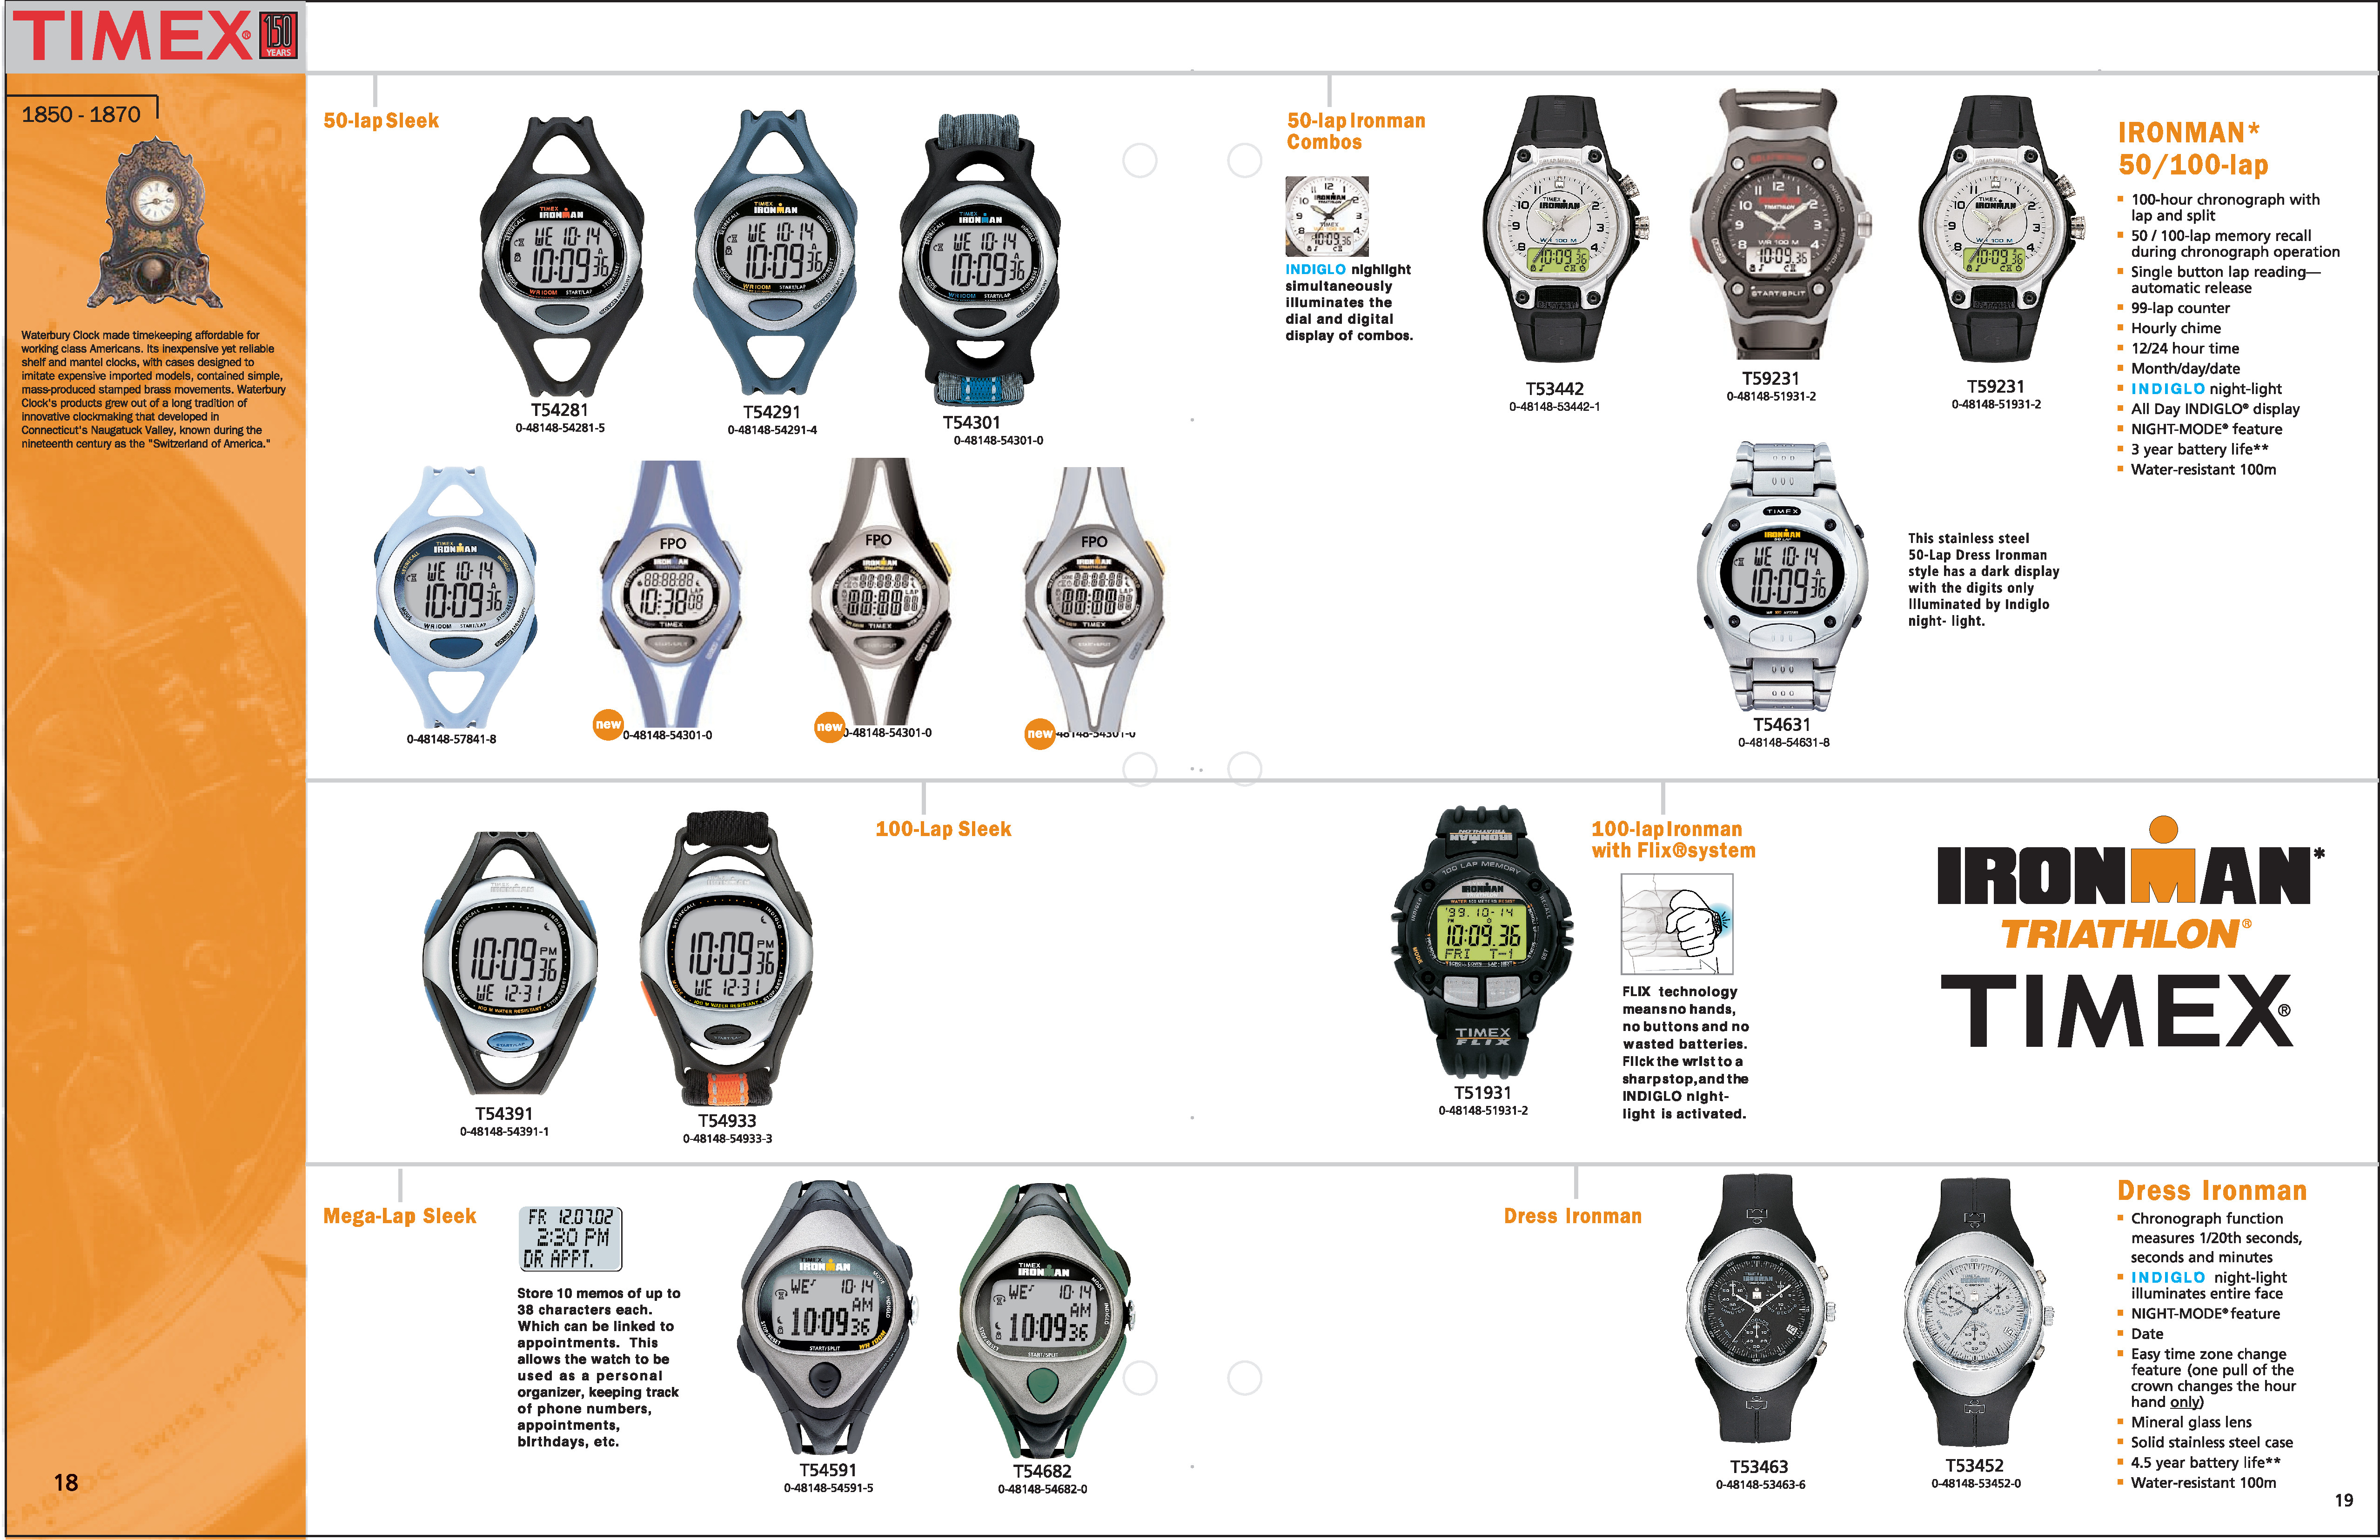 TIMEX® 150 YEARS
1850 - 1870
Waterbury Clock made timekeeping affordable for
working class Americans. Its inexpensive yet reliable
shelf and mantel clocks, with cases designed to
imitate expensive imported models, contained simple,
mass-produced stamped brass movements. Waterbury
Clock's products grew out of a long tradition of
innovative clockmaking that developed in
Connecticut's Naugatuck Valley, known during the
nineteenth century as the "Switzerland of America."
18
50-lap Sleek
T54281
0-48148-54281-5
T54291
0-48148-54291-4
T54301
0-48148-54301-0
0-48148-57841-8
FPO
new
0-48148-54301-0
FPO
new
0-48148-54301-0
FPO
new
48148-54301-0
100-Lap Sleek
T54391
0-48148-54391-1
T54933
0-48148-54933-3
Mega-Lap Sleek
FR 12.07.02
2:30 PM
DR APPT.
Store 10 memos of up to
38 characters each.
Which can be linked to
appointments. This
allows the watch to be
used as a personal
organizer, keeping track
of phone numbers,
appointments,
birthdays, etc.
T54591
0-48148-54591-5
T54682
0-48148-54682-0
50-lap Ironman
Combos
INDIGLO nighlight
simultaneously
illuminates the
dial and digital
display of combos.
T53442
0-48148-53442-1
T59231
0-48148-51931-2
T59231
0-48148-51931-2
T54631
0-48148-54631-8
This stainless steel
50-Lap Dress Ironman
style has a dark display
with the digits only
Illuminated by Indiglo
night- light.
IRONMAN*
50/100-lap
100-hour chronograph with
lap and split
50 / 100-lap memory recall
during chronograph operation
Single button lap reading—
automatic release
99-lap counter
Hourly chime
12/24 hour time
Month/day/date
INDIGLO night-light
All Day INDIGLO® display
NIGHT-MODE® feature
3 year battery life**
Water-resistant 100m
100-lap Ironman
with Flix®system
100 LAP MEMORY
IRONMAN
'99. 10-14
10:09.36
FRI T-1
TIMEX
FLIX
T51931
0-48148-51931-2
FLIX technology
means no hands,
no buttons and no
wasted batteries.
Flick the wrist to a
sharp stop, and the
INDIGLO night-
light is activated.
IRONMAN*
TRIATHLON®
TIMEX®
Dress Ironman
T53463
0-48148-53463-6
T53452
0-48148-53452-0
Dress Ironman
Chronograph function
measures 1/20th seconds,
seconds and minutes
INDIGLO night-light
illuminates entire face
NIGHT-MODE® feature
Date
Easy time zone change
feature (one pull of the
crown changes the hour
hand only)
Mineral glass lens
Solid stainless steel case
4.5 year battery life**
Water-resistant 100m
19